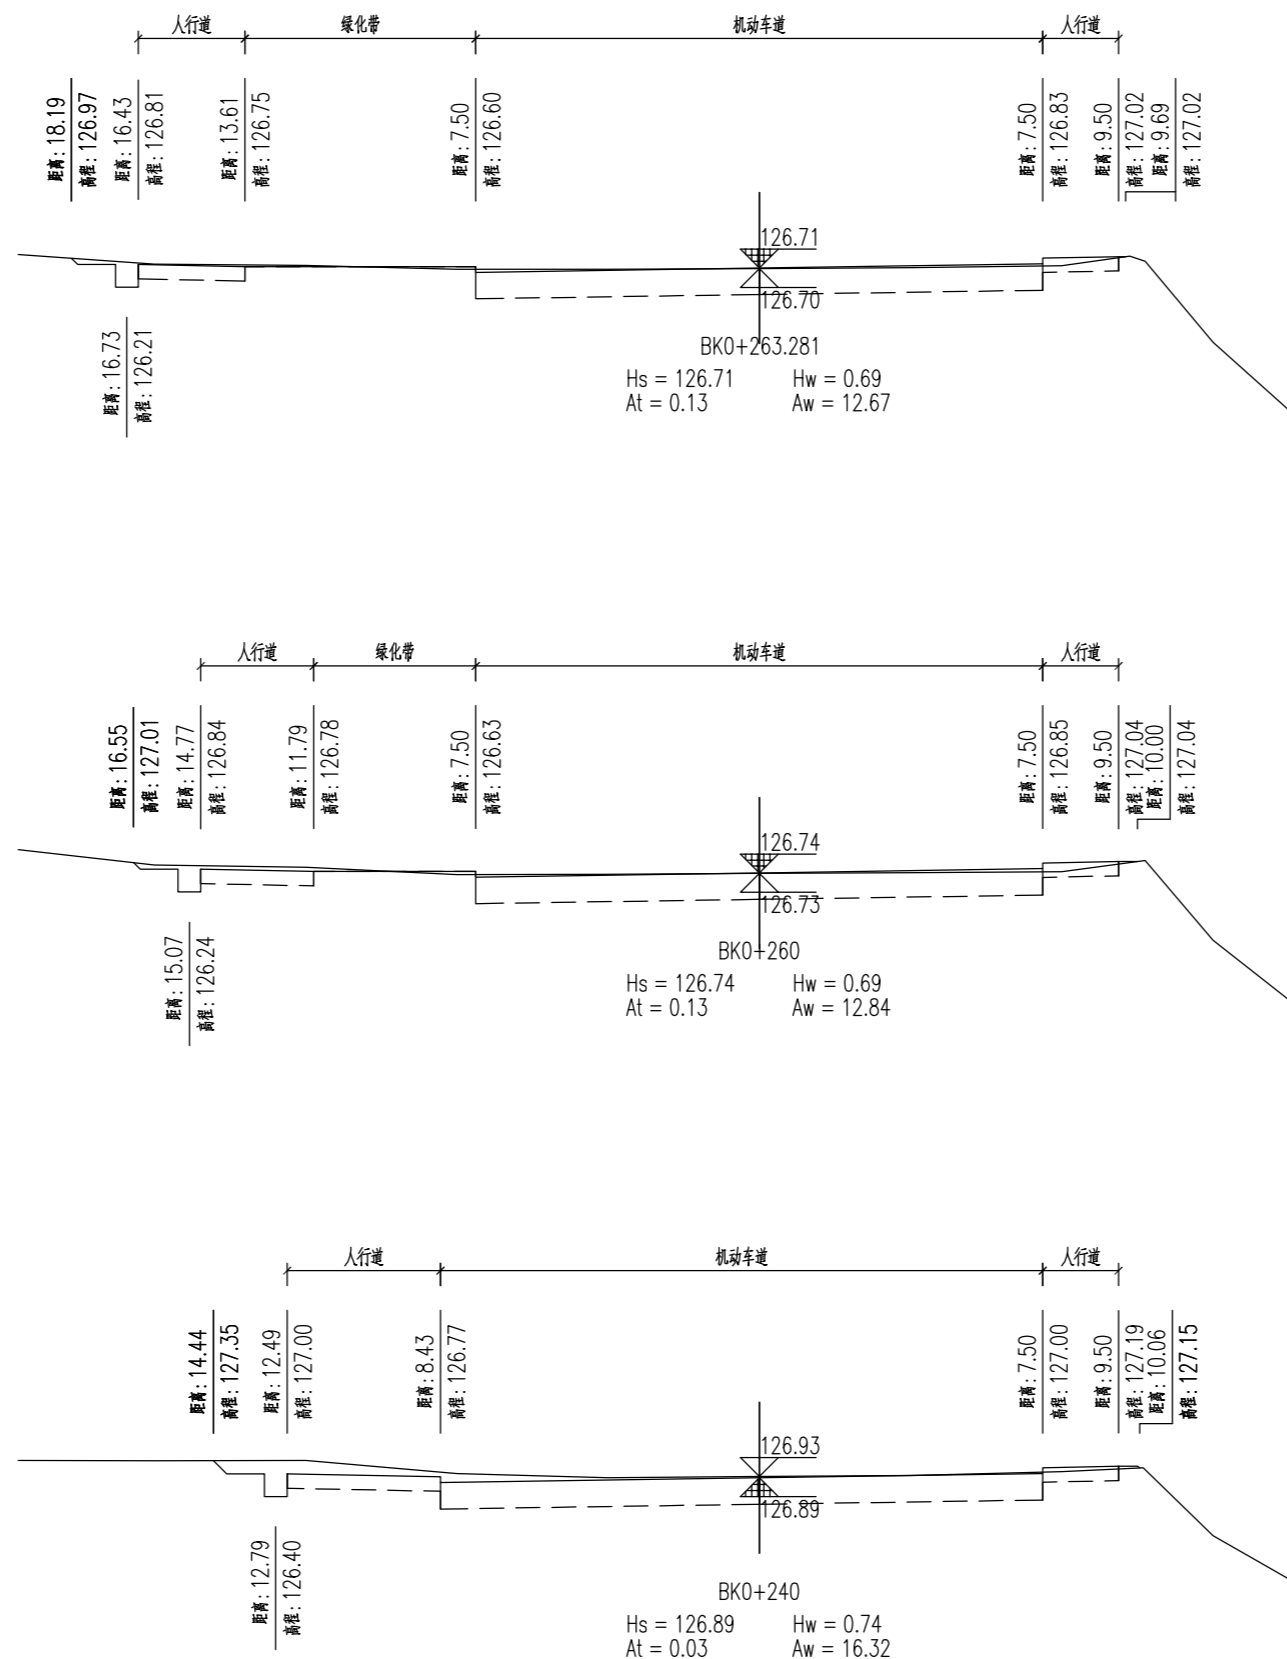 人行道 绿化带 机动车道 人行道
距离: 18.19
高程: 126.97
距离: 16.43
高程: 126.81
距离: 13.61
高程: 126.75
距离: 7.50
高程: 126.60
距离: 7.50
高程: 126.83
距离: 9.50
高程: 127.02
距离: 9.69
高程: 127.02
126.71
126.70
距离: 16.73
高程: 126.21
BK0+263.281
Hs = 126.71 Hw = 0.69
At = 0.13 Aw = 12.67
人行道 绿化带 机动车道 人行道
距离: 16.55
高程: 127.01
距离: 14.77
高程: 126.84
距离: 11.79
高程: 126.78
距离: 7.50
高程: 126.63
距离: 7.50
高程: 126.85
距离: 9.50
高程: 127.04
距离: 10.00
高程: 127.04
126.74
126.73
距离: 15.07
高程: 126.24
BK0+260
Hs = 126.74 Hw = 0.69
At = 0.13 Aw = 12.84
人行道 机动车道 人行道
距离: 14.44
高程: 127.35
距离: 12.49
高程: 127.00
距离: 8.43
高程: 126.77
距离: 7.50
高程: 127.00
距离: 9.50
高程: 127.19
距离: 10.06
高程: 127.15
126.93
126.89
距离: 12.79
高程: 126.40
BK0+240
Hs = 126.89 Hw = 0.74
At = 0.03 Aw = 16.32